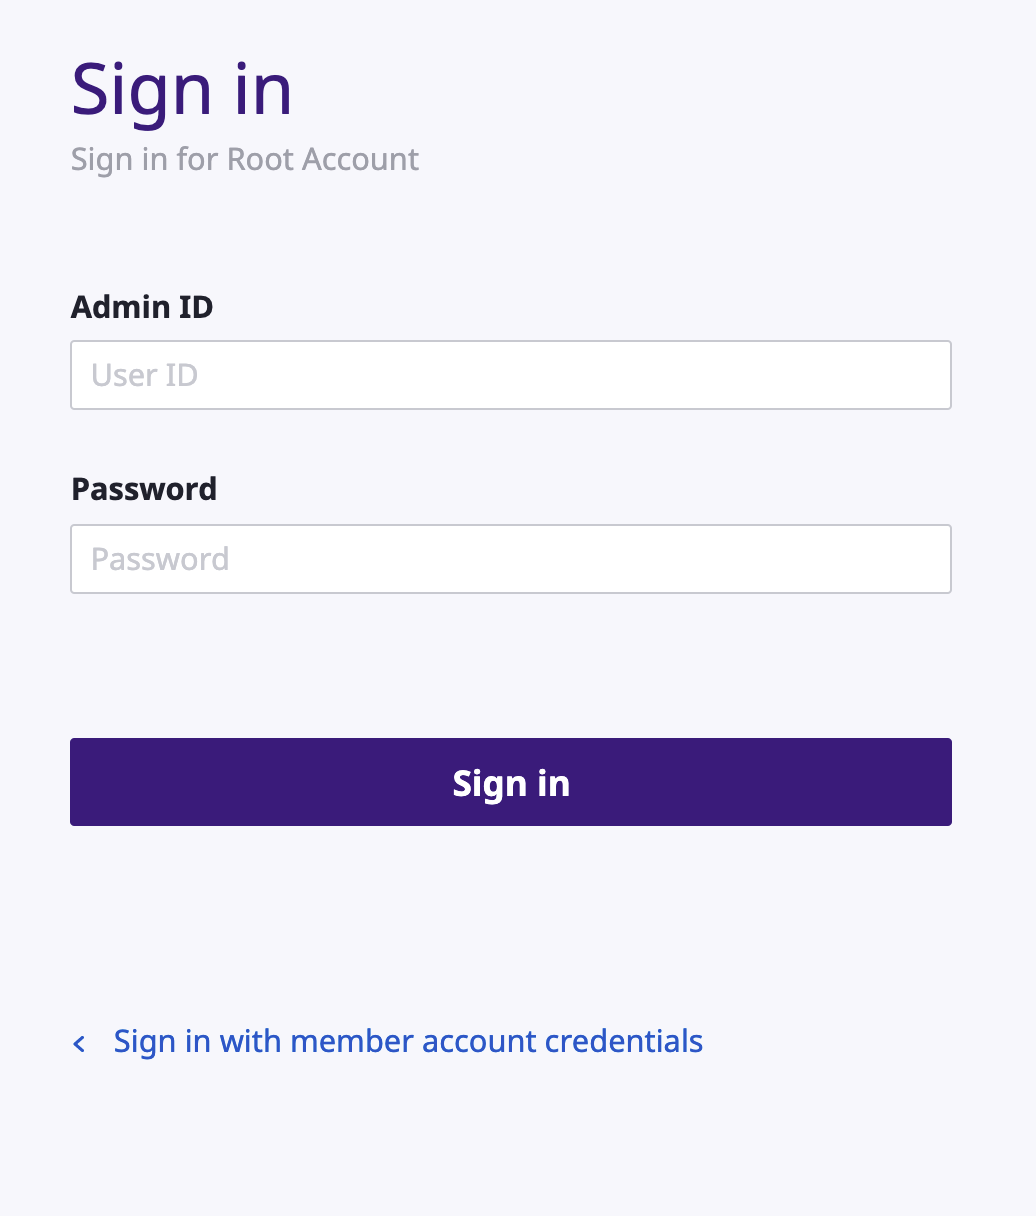 Sign in
Sign in for Root Account
Admin ID
User ID
Password
Password
Sign in
Sign in with member account credentials